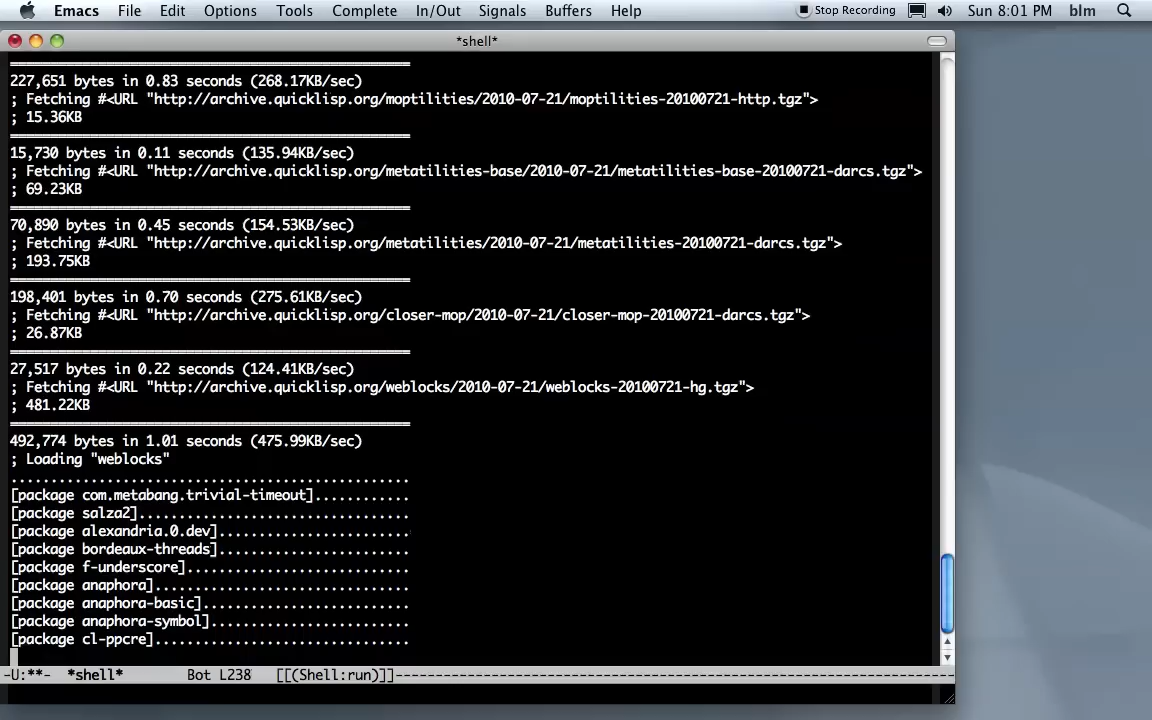 Emacs File Edit Options Tools Complete In/Out Signals Buffers Help Stop Recording Sun 8:01 PM blm
*shell*
227,651 bytes in 0.83 seconds (268.17KB/sec)
; Fetching #<URL "http://archive.quicklisp.org/moptilities/2010-07-21/moptilities-20100721-http.tgz">
; 15.36KB
==================================================
15,730 bytes in 0.11 seconds (135.94KB/sec)
; Fetching #<URL "http://archive.quicklisp.org/metatilities-base/2010-07-21/metatilities-base-20100721-darcs.tgz">
; 69.23KB
==================================================
70,890 bytes in 0.45 seconds (154.53KB/sec)
; Fetching #<URL "http://archive.quicklisp.org/metatilities/2010-07-21/metatilities-20100721-darcs.tgz">
; 193.75KB
==================================================
198,401 bytes in 0.70 seconds (275.61KB/sec)
; Fetching #<URL "http://archive.quicklisp.org/closer-mop/2010-07-21/closer-mop-20100721-darcs.tgz">
; 26.87KB
==================================================
27,517 bytes in 0.22 seconds (124.41KB/sec)
; Fetching #<URL "http://archive.quicklisp.org/weblocks/2010-07-21/weblocks-20100721-hg.tgz">
; 481.22KB
==================================================
492,774 bytes in 1.01 seconds (475.99KB/sec)
; Loading "weblocks"
..................................................
[package com.metabang.trivial-timeout]............
[package salza2]..................................
[package alexandria.0.dev]........................
[package bordeaux-threads]........................
[package f-underscore]............................
[package anaphora]................................
[package anaphora-basic]..........................
[package anaphora-symbol].........................
[package cl-ppcre]................................
-U:**- *shell* Bot L238 [[(Shell:run)]]----------------------------------------------------------------------